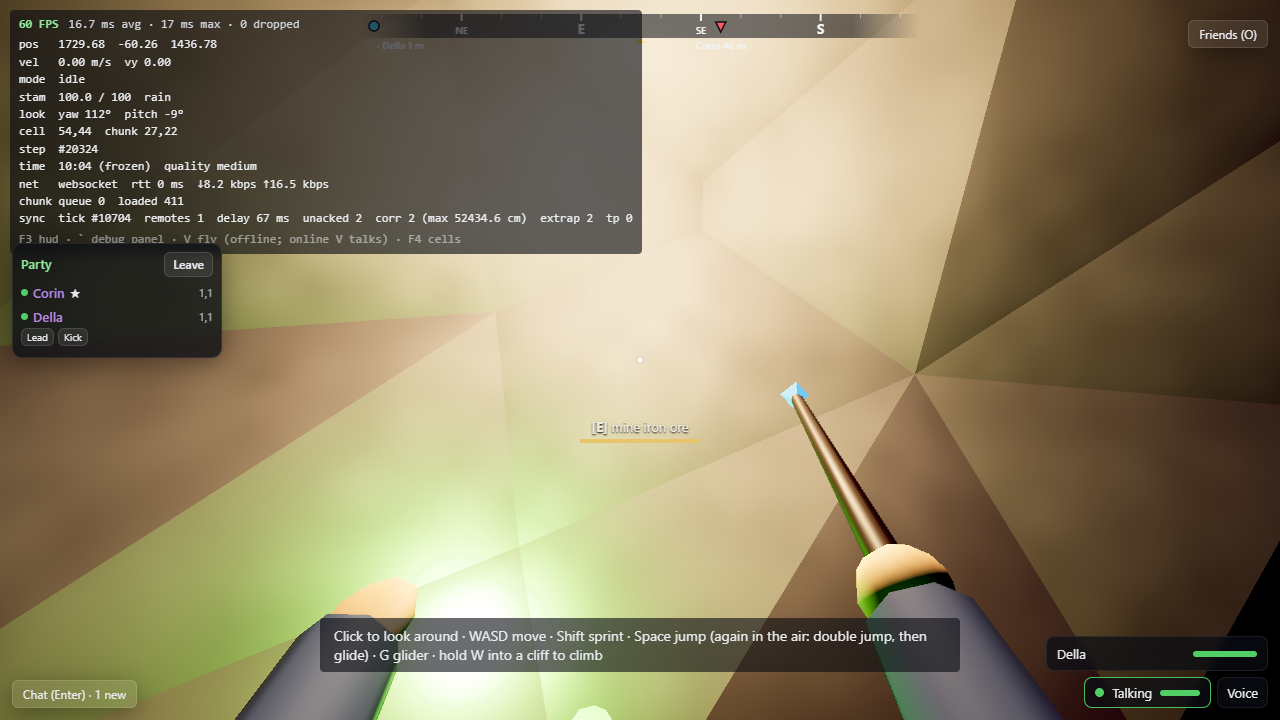 60 FPS 16.7 ms avg · 17 ms max · 0 dropped
pos 1729.68 -60.26 1436.78
vel 0.00 m/s vy 0.00
mode idle
stam 100.0 / 100 rain
look yaw 112° pitch -9°
cell 54,44 chunk 27,22
step #20324
time 10:04 (frozen) quality medium
net websocket rtt 0 ms ↓8.2 kbps ↑16.5 kbps
chunk queue 0 loaded 411
sync tick #10704 remotes 1 delay 67 ms unacked 2 corr 2 (max 52434.6 cm) extrap 2 tp 0
F3 hud · ` debug panel · V fly (offline; online V talks) · F4 cells
NE E SE S
· Della 1 m Corin 46 m
Friends (O)
Party Leave
Corin ★ 1,1
Della 1,1
Lead Kick
[E] mine iron ore
Click to look around · WASD move · Shift sprint · Space jump (again in the air: double jump, then
glide) · G glider · hold W into a cliff to climb
Chat (Enter) · 1 new
Della
Talking Voice